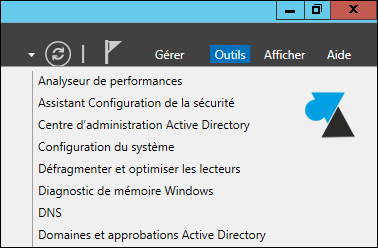 Gérer Outils Afficher Aide
Analyseur de performances
Assistant Configuration de la sécurité
Centre d'administration Active Directory
Configuration du système
Défragmenter et optimiser les lecteurs
Diagnostic de mémoire Windows
DNS
Domaines et approbations Active Directory